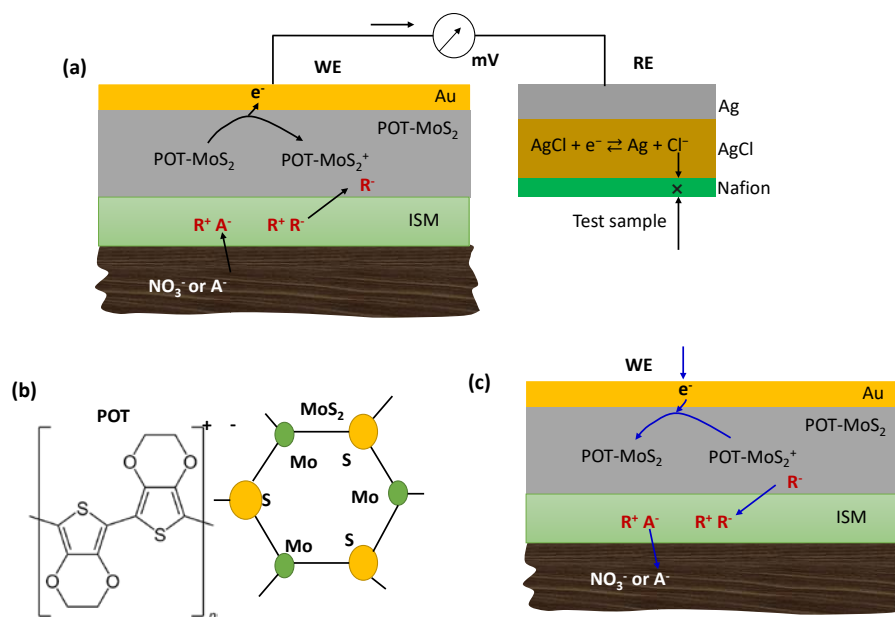 (a)
WE
mV
RE
e⁻
Au
POT-MoS₂
POT-MoS₂
POT-MoS₂⁺
R⁻
R⁺ A⁻
R⁺ R⁻
ISM
NO₃⁻ or A⁻
Ag
AgCl + e⁻ ⇄ Ag + Cl⁻
AgCl
Nafion
Test sample
(b)
POT
+
-
MoS₂
O
O
S
S
O
O
n
Mo
S
S
Mo
Mo
S
(c)
WE
e⁻
Au
POT-MoS₂
POT-MoS₂
POT-MoS₂⁺
R⁻
R⁺ A⁻
R⁺ R⁻
ISM
NO₃⁻ or A⁻